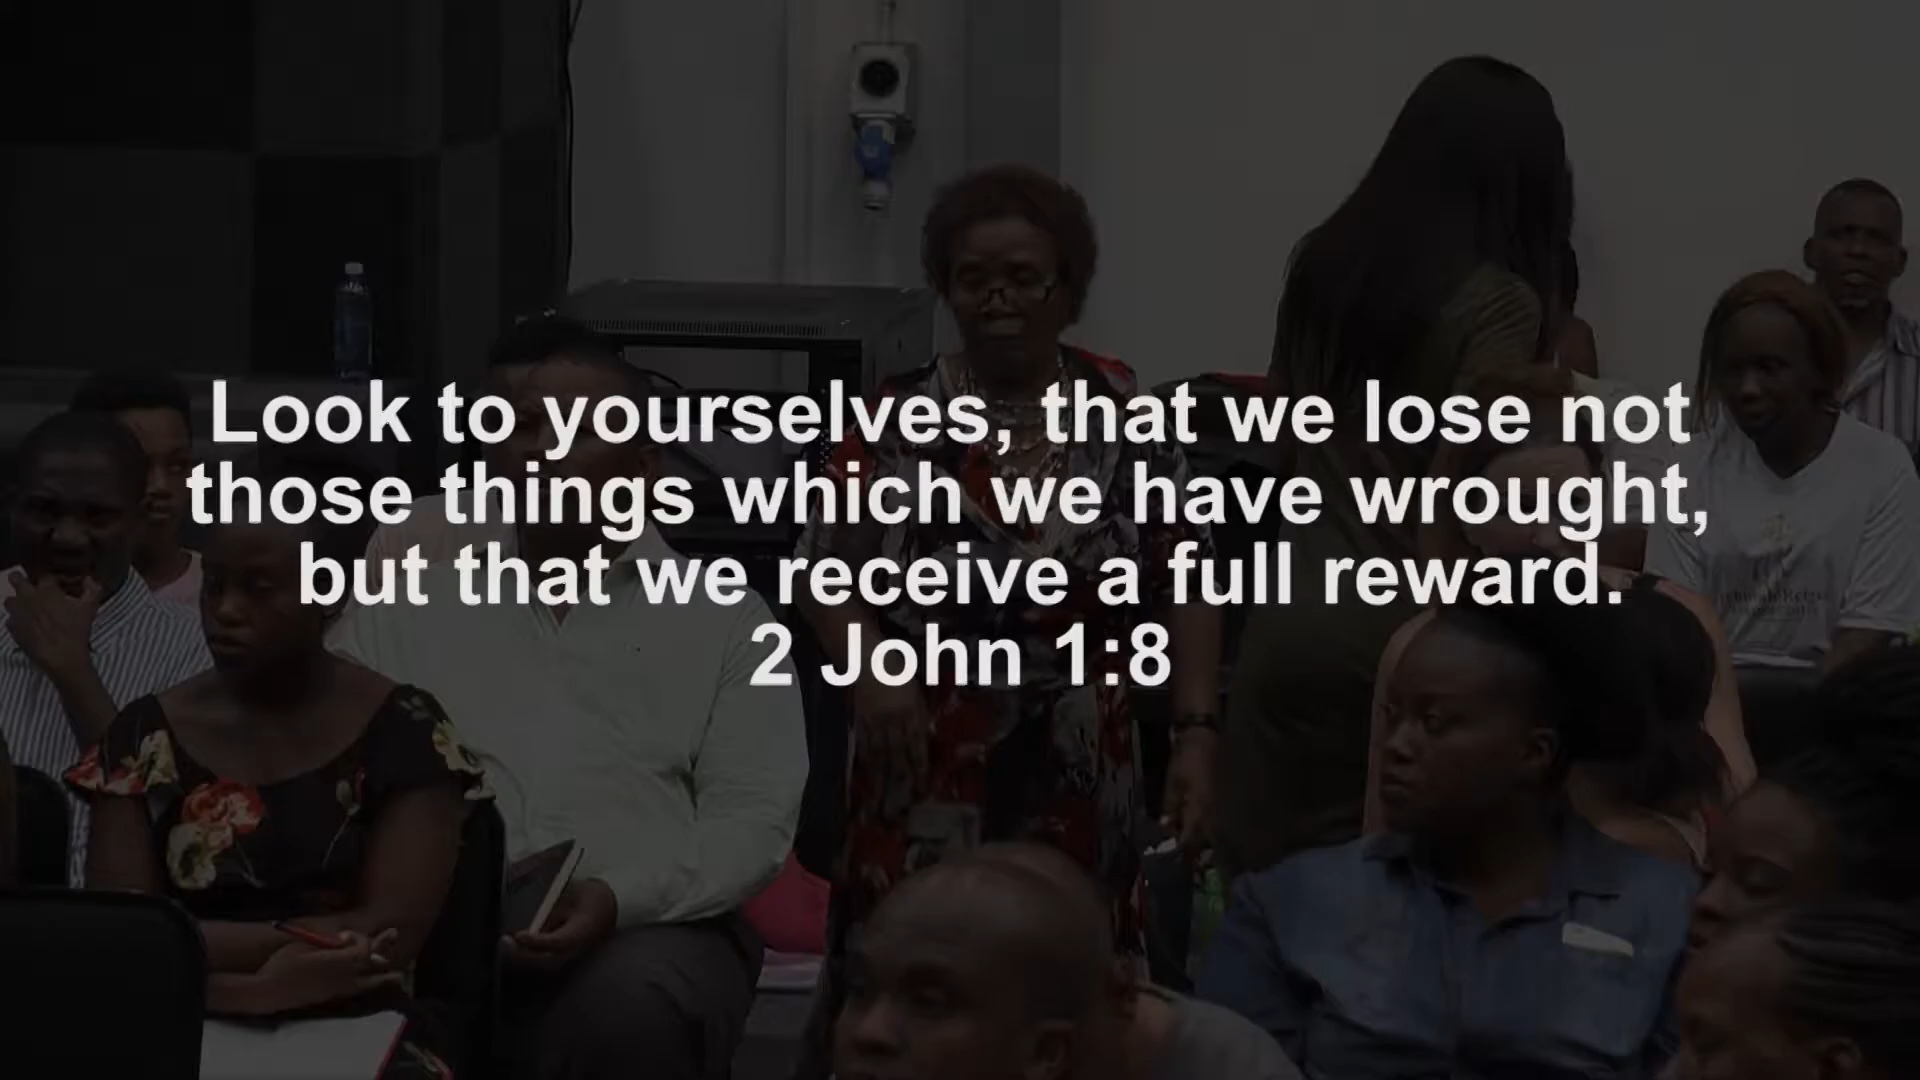 Look to yourselves, that we lose not
those things which we have wrought,
but that we receive a full reward.
2 John 1:8